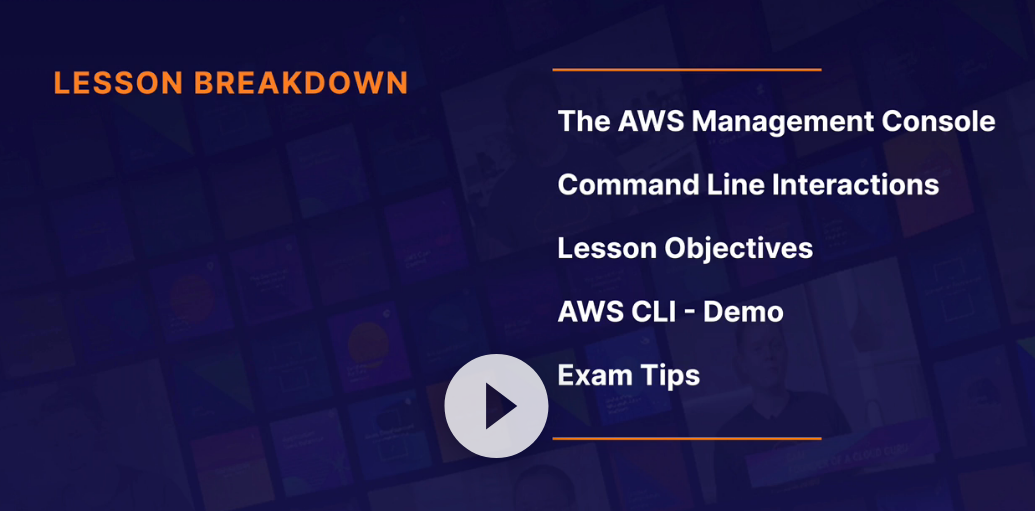 LESSON BREAKDOWN
The AWS Management Console
Command Line Interactions
Lesson Objectives
AWS CLI - Demo
Exam Tips